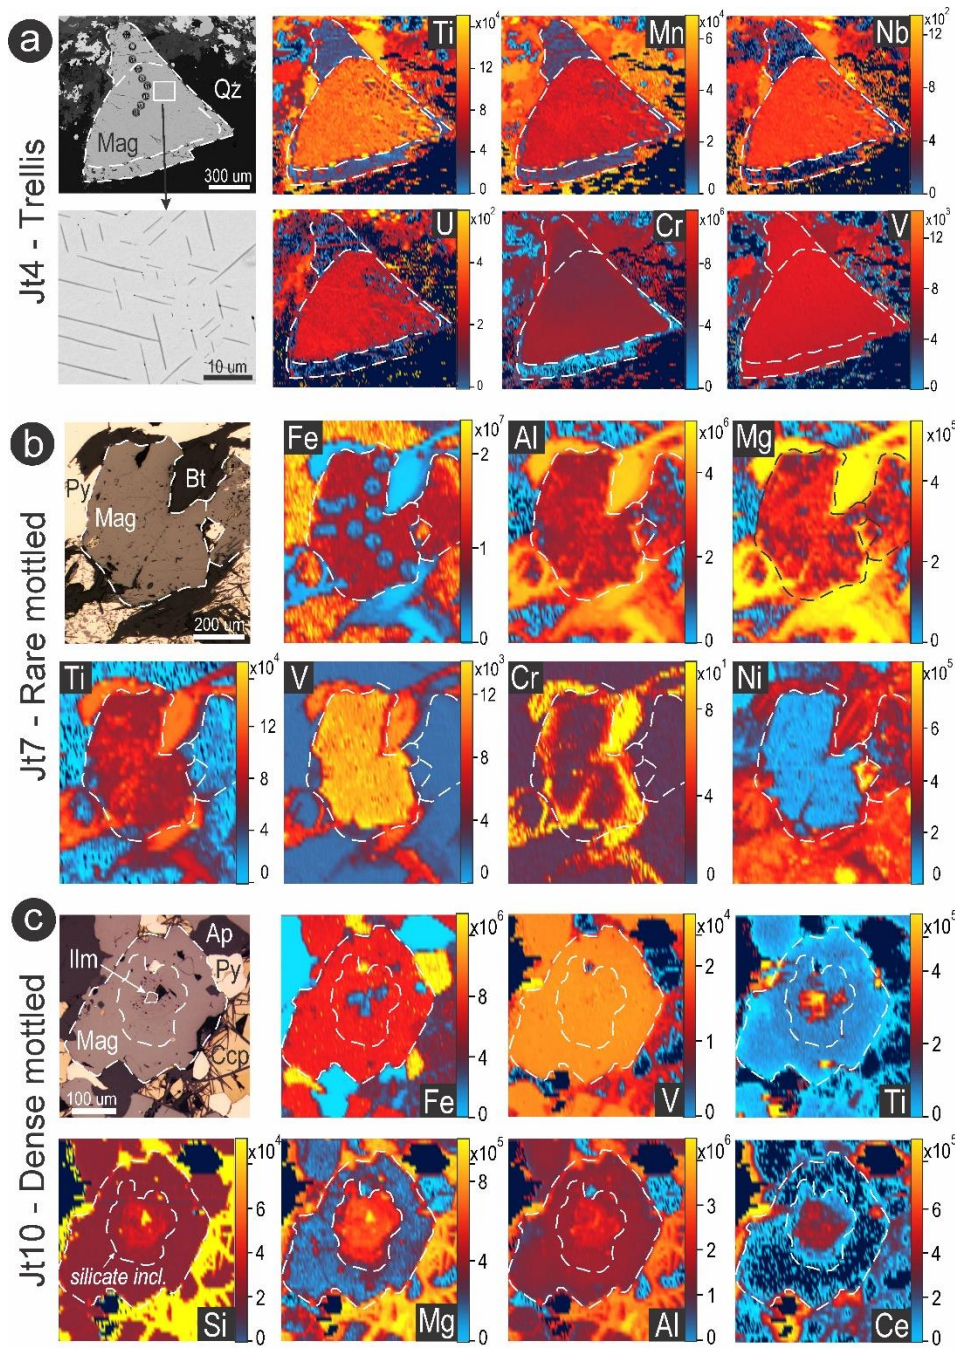 a
Jt4 - Trellis
Qz
Mag
300 um
10 um
Ti
x10⁴
12
8
4
0
Mn
x10⁴
6
4
2
0
Nb
x10²
12
8
4
0
U
x10²
4
2
0
Cr
x10⁶
8
6
4
0
V
x10³
12
8
4
0
b
Jt7 - Rare mottled
Py
Bt
Mag
200 um
Fe
x10⁷
2
1
0
Al
x10⁶
4
2
0
Mg
x10⁵
6
4
2
0
Ti
x10⁴
12
8
4
0
V
x10³
12
8
4
0
Cr
x10¹
8
6
4
0
Ni
x10⁵
6
4
2
0
c
Jt10 - Dense mottled
Ap
Ilm
Py
Mag
Ccp
100 um
Fe
x10⁶
8
6
4
0
V
x10⁴
2
1
0
Ti
x10⁵
6
4
2
0
Si
x10⁴
6
4
2
0
silicate incl.
Mg
x10⁵
8
6
4
0
Al
x10⁶
3
2
1
0
Ce
x10⁵
6
4
2
0